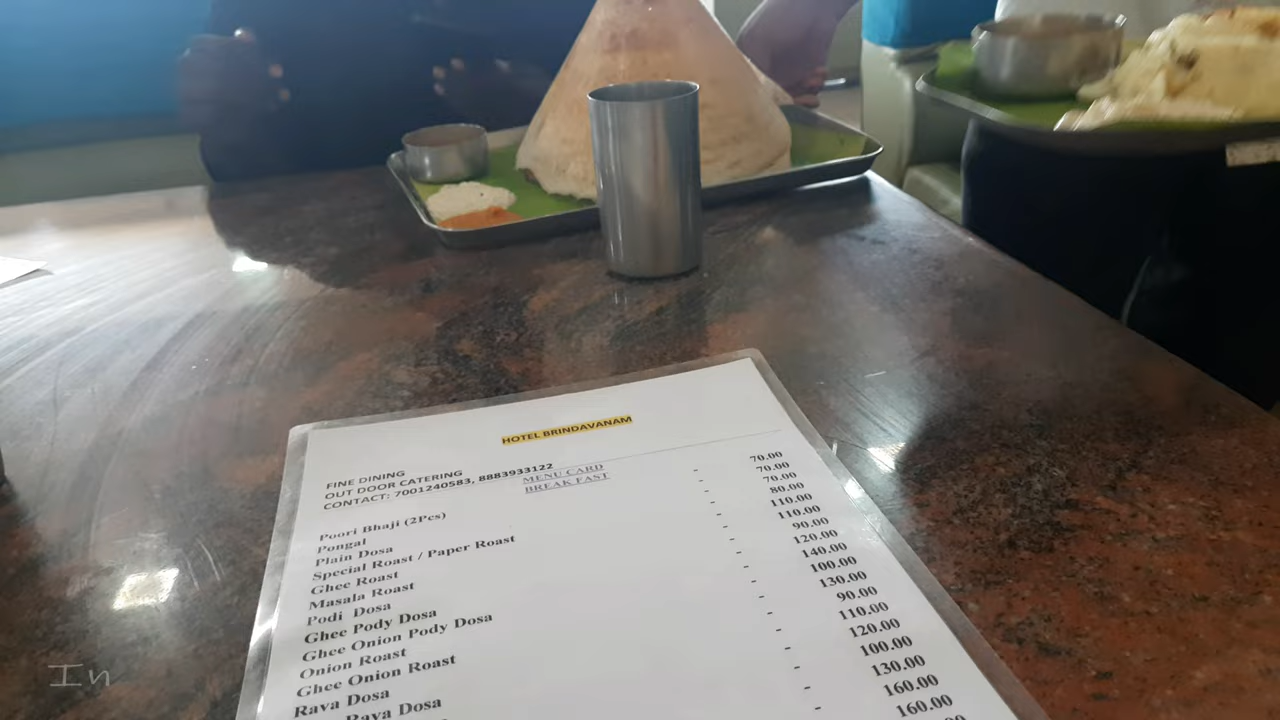 HOTEL BRINDAVANAM
FINE DINING
OUT DOOR CATERING
CONTACT: 7001240583, 8883933122
MENU CARD
BREAK FAST
Poori Bhaji (2Pcs) - 70.00
Pongal - 70.00
Plain Dosa - 70.00
Special Roast / Paper Roast - 80.00
Ghee Roast - 110.00
Masala Roast - 110.00
Podi Dosa - 90.00
Ghee Pody Dosa - 120.00
Ghee Onion Pody Dosa - 140.00
Onion Roast - 100.00
Ghee Onion Roast - 130.00
Rava Dosa - 90.00
Rava Dosa - 110.00
120.00
100.00
130.00
160.00
160.00
In